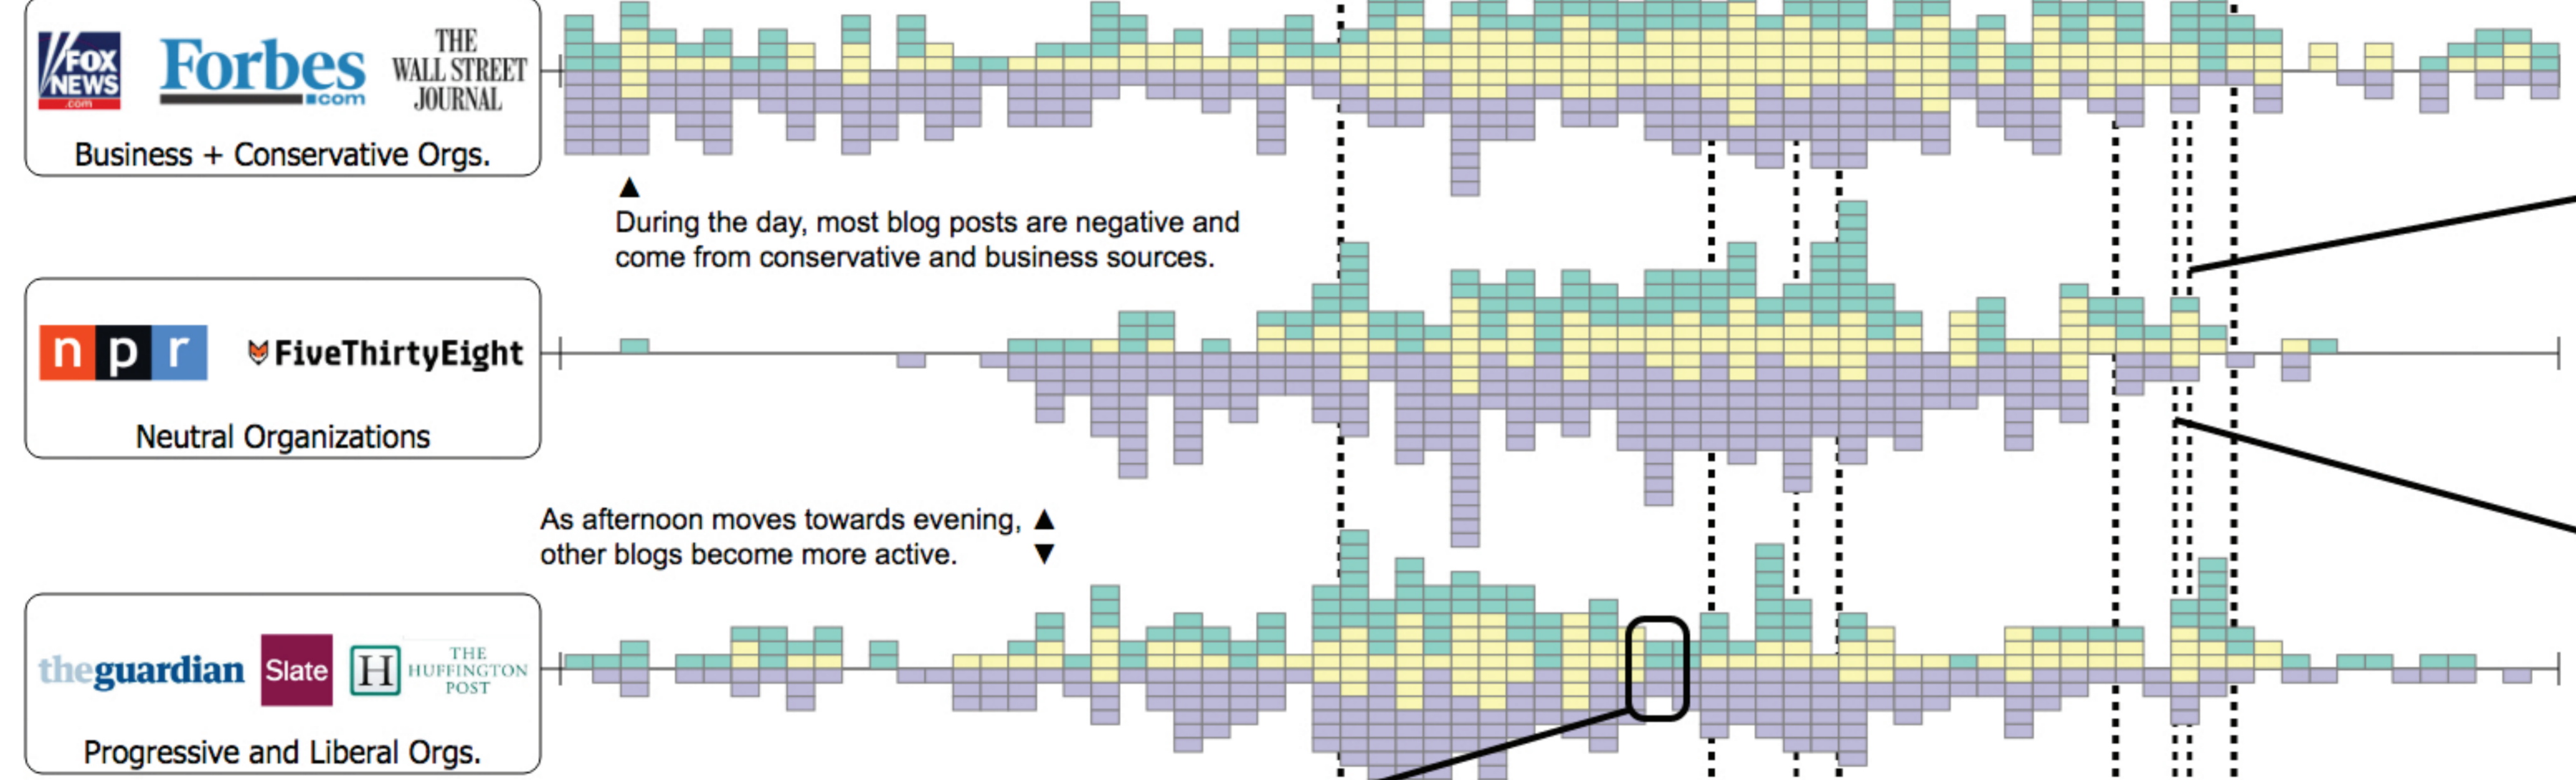 FOX
NEWS
.com
Forbes
.com
THE
WALL STREET
JOURNAL
Business + Conservative Orgs.
During the day, most blog posts are negative and
come from conservative and business sources.
npr
FiveThirtyEight
Neutral Organizations
As afternoon moves towards evening,
other blogs become more active.
theguardian
Slate
H
THE
HUFFINGTON
POST
Progressive and Liberal Orgs.